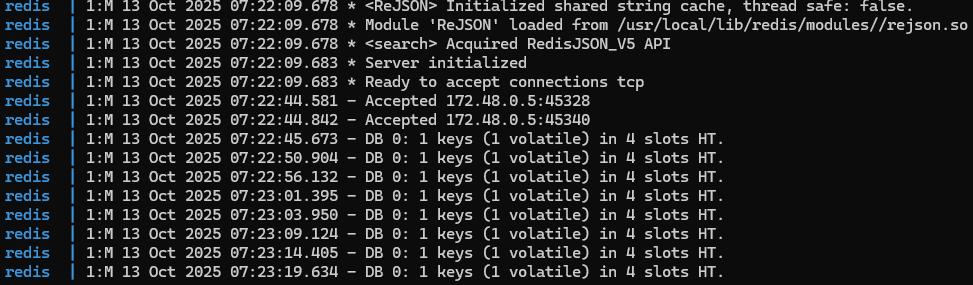 redis | 1:M 13 Oct 2025 07:22:09.678 * <ReJSON> Initialized shared string cache, thread safe: false.
redis | 1:M 13 Oct 2025 07:22:09.678 * Module 'ReJSON' loaded from /usr/local/lib/redis/modules//rejson.so
redis | 1:M 13 Oct 2025 07:22:09.678 * <search> Acquired RedisJSON_V5 API
redis | 1:M 13 Oct 2025 07:22:09.683 * Server initialized
redis | 1:M 13 Oct 2025 07:22:09.683 * Ready to accept connections tcp
redis | 1:M 13 Oct 2025 07:22:44.581 - Accepted 172.48.0.5:45328
redis | 1:M 13 Oct 2025 07:22:44.842 - Accepted 172.48.0.5:45340
redis | 1:M 13 Oct 2025 07:22:45.673 - DB 0: 1 keys (1 volatile) in 4 slots HT.
redis | 1:M 13 Oct 2025 07:22:50.904 - DB 0: 1 keys (1 volatile) in 4 slots HT.
redis | 1:M 13 Oct 2025 07:22:56.132 - DB 0: 1 keys (1 volatile) in 4 slots HT.
redis | 1:M 13 Oct 2025 07:23:01.395 - DB 0: 1 keys (1 volatile) in 4 slots HT.
redis | 1:M 13 Oct 2025 07:23:03.950 - DB 0: 1 keys (1 volatile) in 4 slots HT.
redis | 1:M 13 Oct 2025 07:23:09.124 - DB 0: 1 keys (1 volatile) in 4 slots HT.
redis | 1:M 13 Oct 2025 07:23:14.405 - DB 0: 1 keys (1 volatile) in 4 slots HT.
redis | 1:M 13 Oct 2025 07:23:19.634 - DB 0: 1 keys (1 volatile) in 4 slots HT.